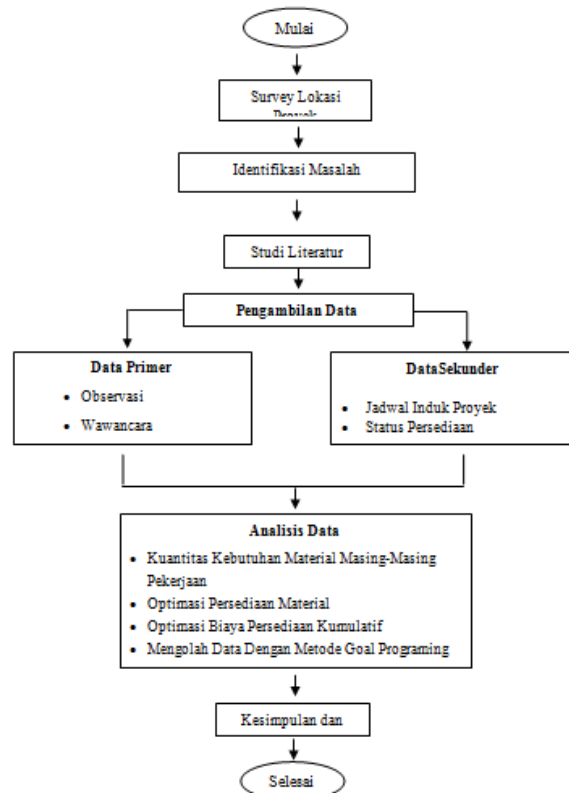 Mulai
Survey Lokasi
Identifikasi Masalah
Studi Literatur
Pengambilan Data
Data Primer
• Observasi
• Wawancara
DataSekunder
• Jadwal Induk Proyek
• Status Persediaan
Analisis Data
• Kuantitas Kebutuhan Material Masing-Masing
Pekerjaan
• Optimasi Persediaan Material
• Optimasi Biaya Persediaan Kumulatif
• Mengolah Data Dengan Metode Goal Programing
Kesimpulan dan
Selesai